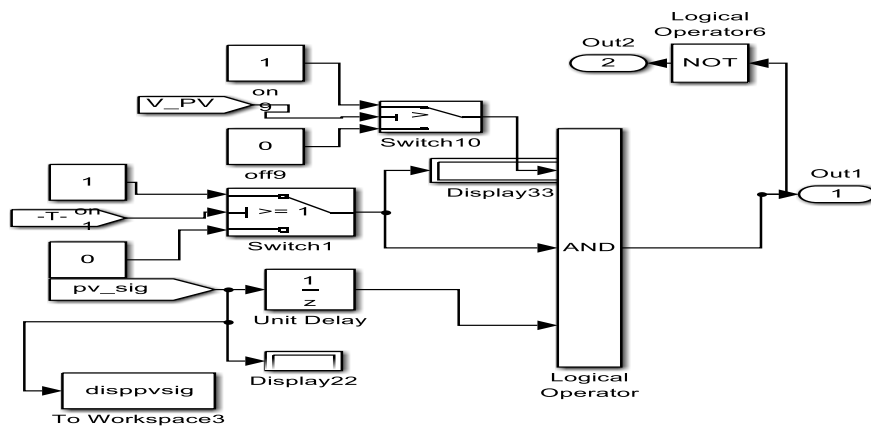 Logical
Operator6
Out2
2
NOT
1
on
9
V_PV
>
Switch10
0
off9
Display33
Out1
1
1
-T-
on
1
>= 1
Switch1
AND
0
pv_sig
1
z
Unit Delay
Display22
Logical
Operator
disppvsig
To Workspace3